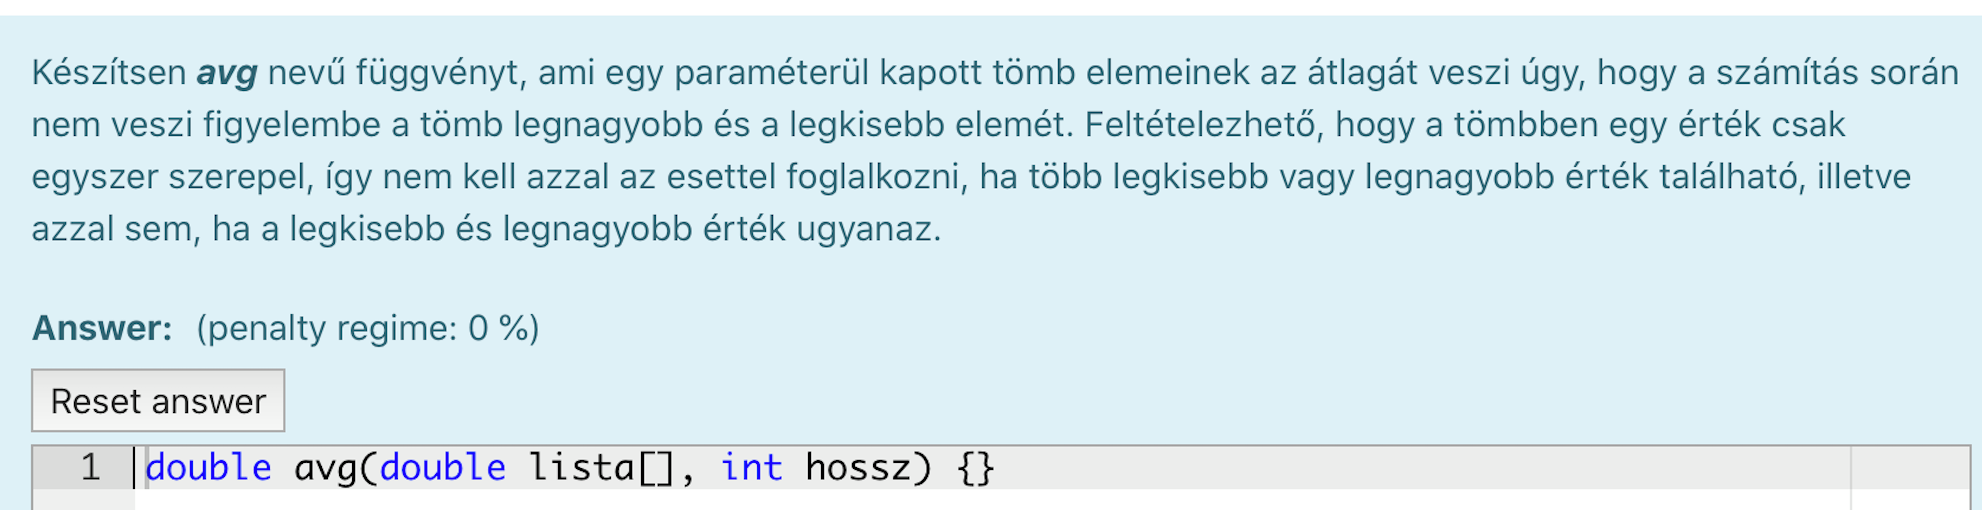 Készítsen avg nevű függvényt, ami egy paraméterül kapott tömb elemeinek az átlagát veszi úgy, hogy a számítás során
nem veszi figyelembe a tömb legnagyobb és a legkisebb elemét. Feltételezhető, hogy a tömbben egy érték csak
egyszer szerepel, így nem kell azzal az esettel foglalkozni, ha több legkisebb vagy legnagyobb érték található, illetve
azzal sem, ha a legkisebb és legnagyobb érték ugyanaz.
Answer: (penalty regime: 0 %)
Reset answer
1 double avg(double lista[], int hossz) {}